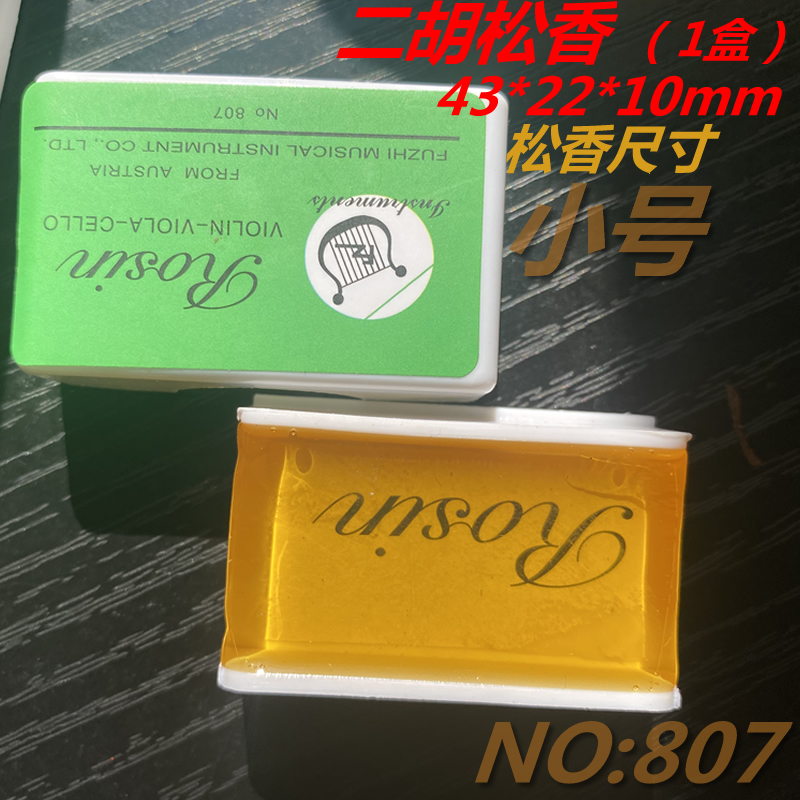 二胡松香（1盒）
43*22*10mm
松香尺寸
小号
Rosin
VIOLIN-VIOLA-CELLO
Instruments
FROM AUSTRIA
FUZHI MUSICAL INSTRUMENT CO., LTD.
No 807
Rosin
NO:807